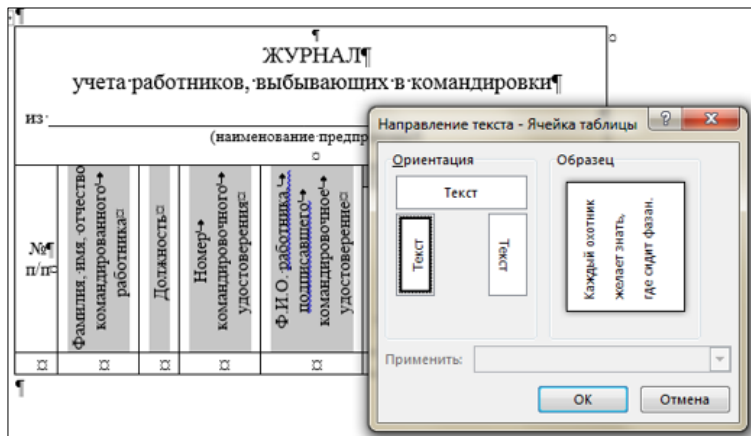 ЖУРНАЛ¶
учета·работников,·выбывающих·в·командировки¶
из·
(наименование·предпр
№¶
п/п¤
Фамилия,·имя,·отчество
командированного·↵
работника¤
Должность¤
Номер·↵
командировочного·↵
удостоверения¤
Ф.И.О.·работника,·↵
подписавшего·↵
командировочное·↵
удостоверение¤
Направление текста - Ячейка таблицы
Ориентация
Текст
Текст
Текст
Образец
Каждый охотник
желает знать,
где сидит фазан.
Применить:
ОК
Отмена